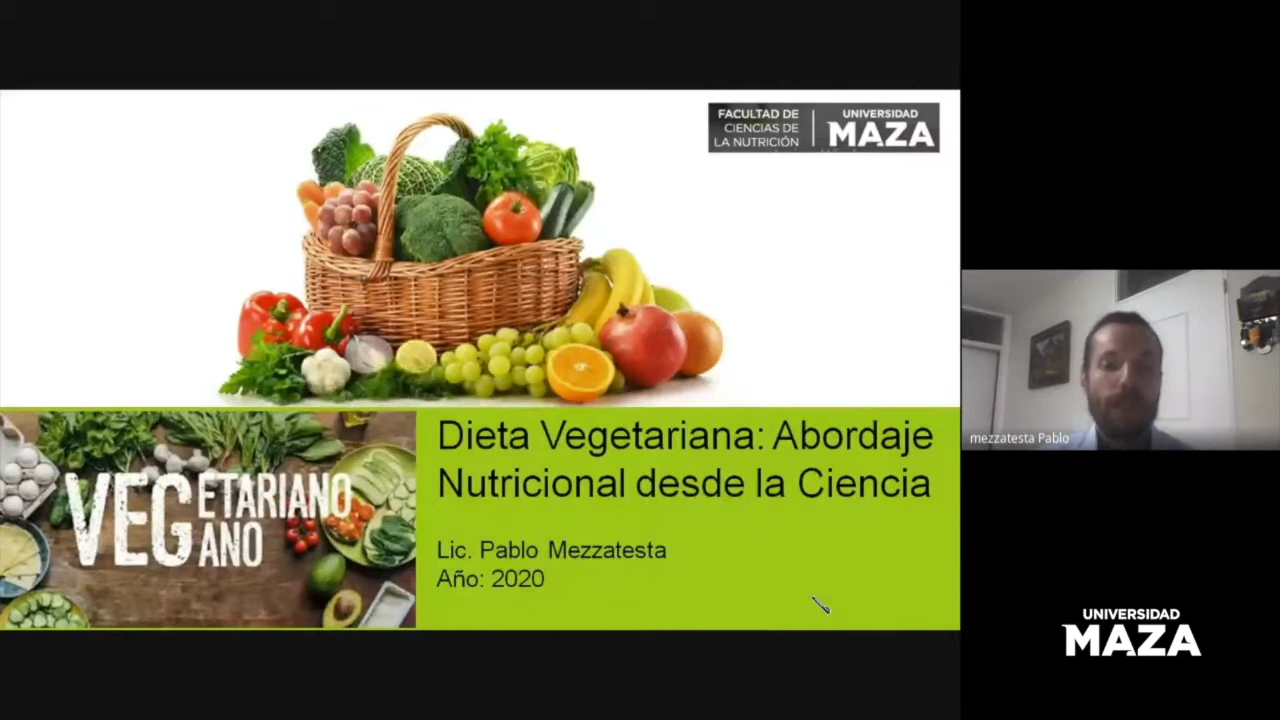 FACULTAD DE
CIENCIAS DE
LA NUTRICIÓN
UNIVERSIDAD
MAZA
VEGETARIANO
ANO
Dieta Vegetariana: Abordaje
Nutricional desde la Ciencia
Lic. Pablo Mezzatesta
Año: 2020
mezzatesta Pablo
UNIVERSIDAD
MAZA